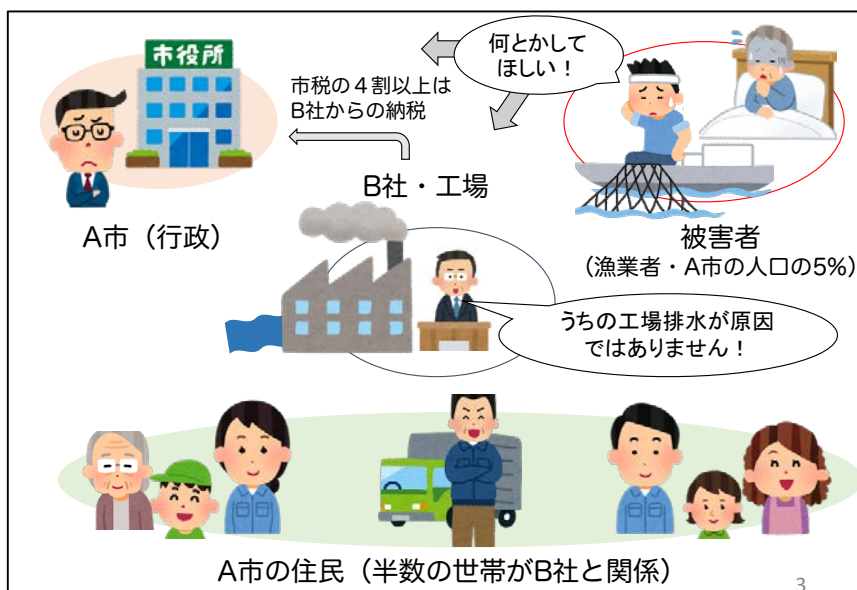 市役所
何とかして
ほしい！
市税の４割以上は
B社からの納税
B社・工場
A市（行政）
被害者
（漁業者・A市の人口の5%）
うちの工場排水が原因
ではありません！
A市の住民（半数の世帯がB社と関係）
3